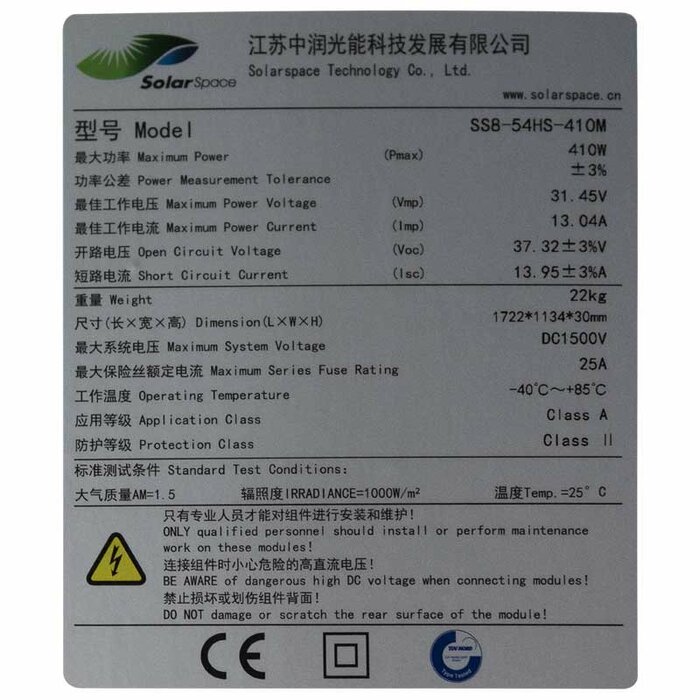 SolarSpace
江苏中润光能科技发展有限公司
Solarspace Technology Co., Ltd.
www.solarspace.cn
型号 Model SS8-54HS-410M
最大功率 Maximum Power (Pmax) 410W
功率公差 Power Measurement Tolerance ±3%
最佳工作电压 Maximum Power Voltage (Vmp) 31.45V
最佳工作电流 Maximum Power Current (Imp) 13.04A
开路电压 Open Circuit Voltage (Voc) 37.32±3%V
短路电流 Short Circuit Current (Isc) 13.95±3%A
重量 Weight 22kg
尺寸(长×宽×高) Dimension(L×W×H) 1722*1134*30mm
最大系统电压 Maximum System Voltage DC1500V
最大保险丝额定电流 Maximum Series Fuse Rating 25A
工作温度 Operating Temperature -40℃~+85℃
应用等级 Application Class Class A
防护等级 Protection Class Class II
标准测试条件 Standard Test Conditions:
大气质量AM=1.5 辐照度IRRADIANCE=1000W/m² 温度Temp.=25° C
只有专业人员才能对组件进行安装和维护!
ONLY qualified personnel should install or perform maintenance
work on these modules!
连接组件时小心危险的高直流电压!
BE AWARE of dangerous high DC voltage when connecting modules!
禁止损坏或划伤组件背面!
DO NOT damage or scratch the rear surface of the module!
CE
TÜV NORD
Type Tested